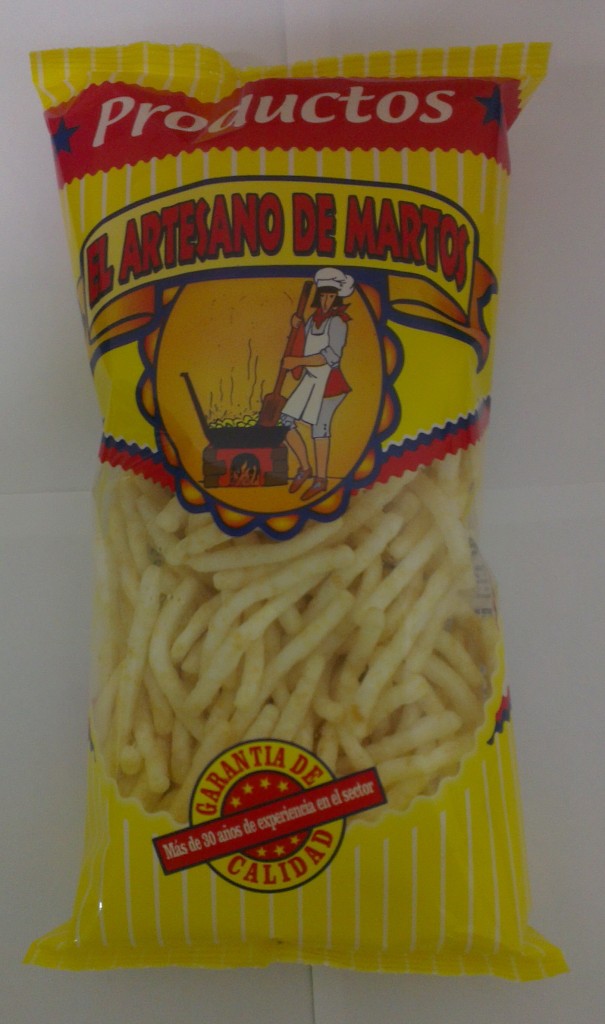 Productos
EL ARTESANO DE MARTOS
GARANTIA DE
Más de 30 años de experiencia en el sector
CALIDAD